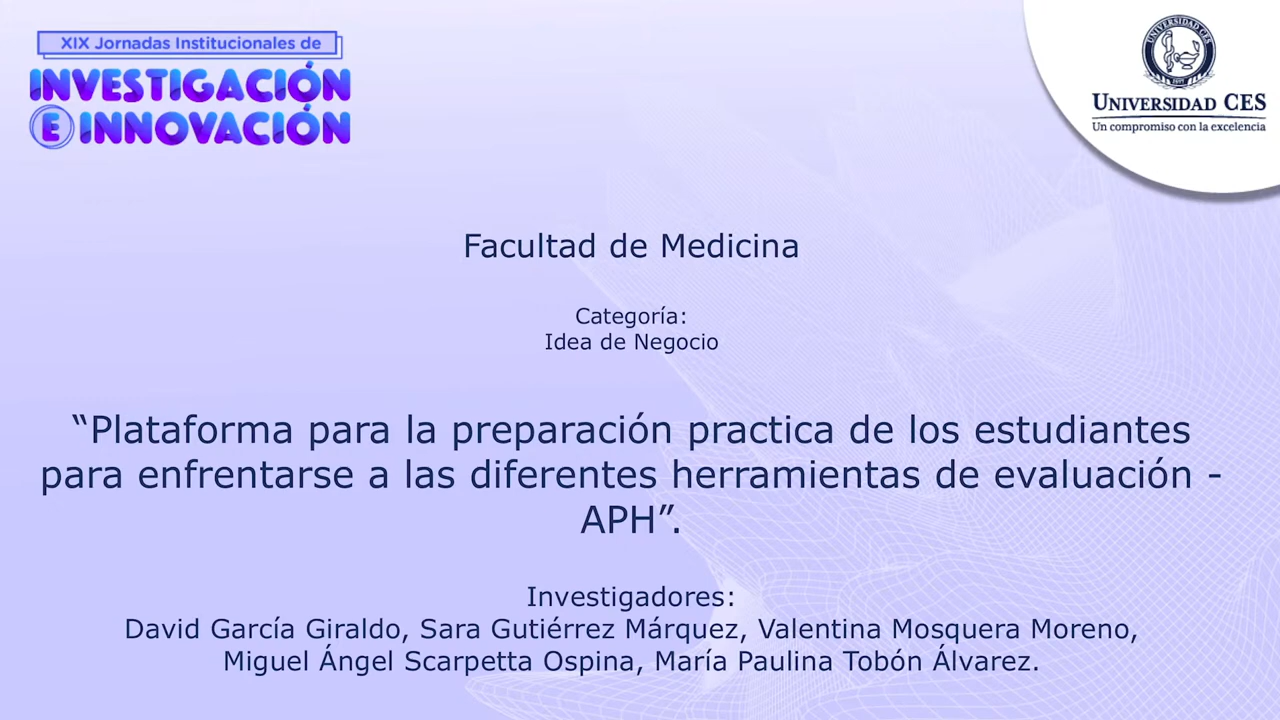 XIX Jornadas Institucionales de
INVESTIGACIÓN
E INNOVACIÓN
UNIVERSIDAD CES
UNIVERSIDAD CES
Un compromiso con la excelencia
Facultad de Medicina
Categoría:
Idea de Negocio
“Plataforma para la preparación practica de los estudiantes
para enfrentarse a las diferentes herramientas de evaluación -
APH”.
Investigadores:
David García Giraldo, Sara Gutiérrez Márquez, Valentina Mosquera Moreno,
Miguel Ángel Scarpetta Ospina, María Paulina Tobón Álvarez.